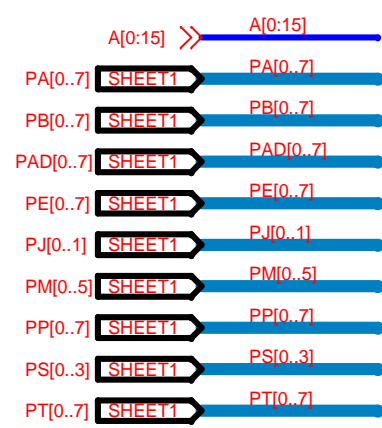 A[0:15] A[0:15]
PA[0..7] SHEET1 PA[0..7]
PB[0..7] SHEET1 PB[0..7]
PAD[0..7] SHEET1 PAD[0..7]
PE[0..7] SHEET1 PE[0..7]
PJ[0..1] SHEET1 PJ[0..1]
PM[0..5] SHEET1 PM[0..5]
PP[0..7] SHEET1 PP[0..7]
PS[0..3] SHEET1 PS[0..3]
PT[0..7] SHEET1 PT[0..7]